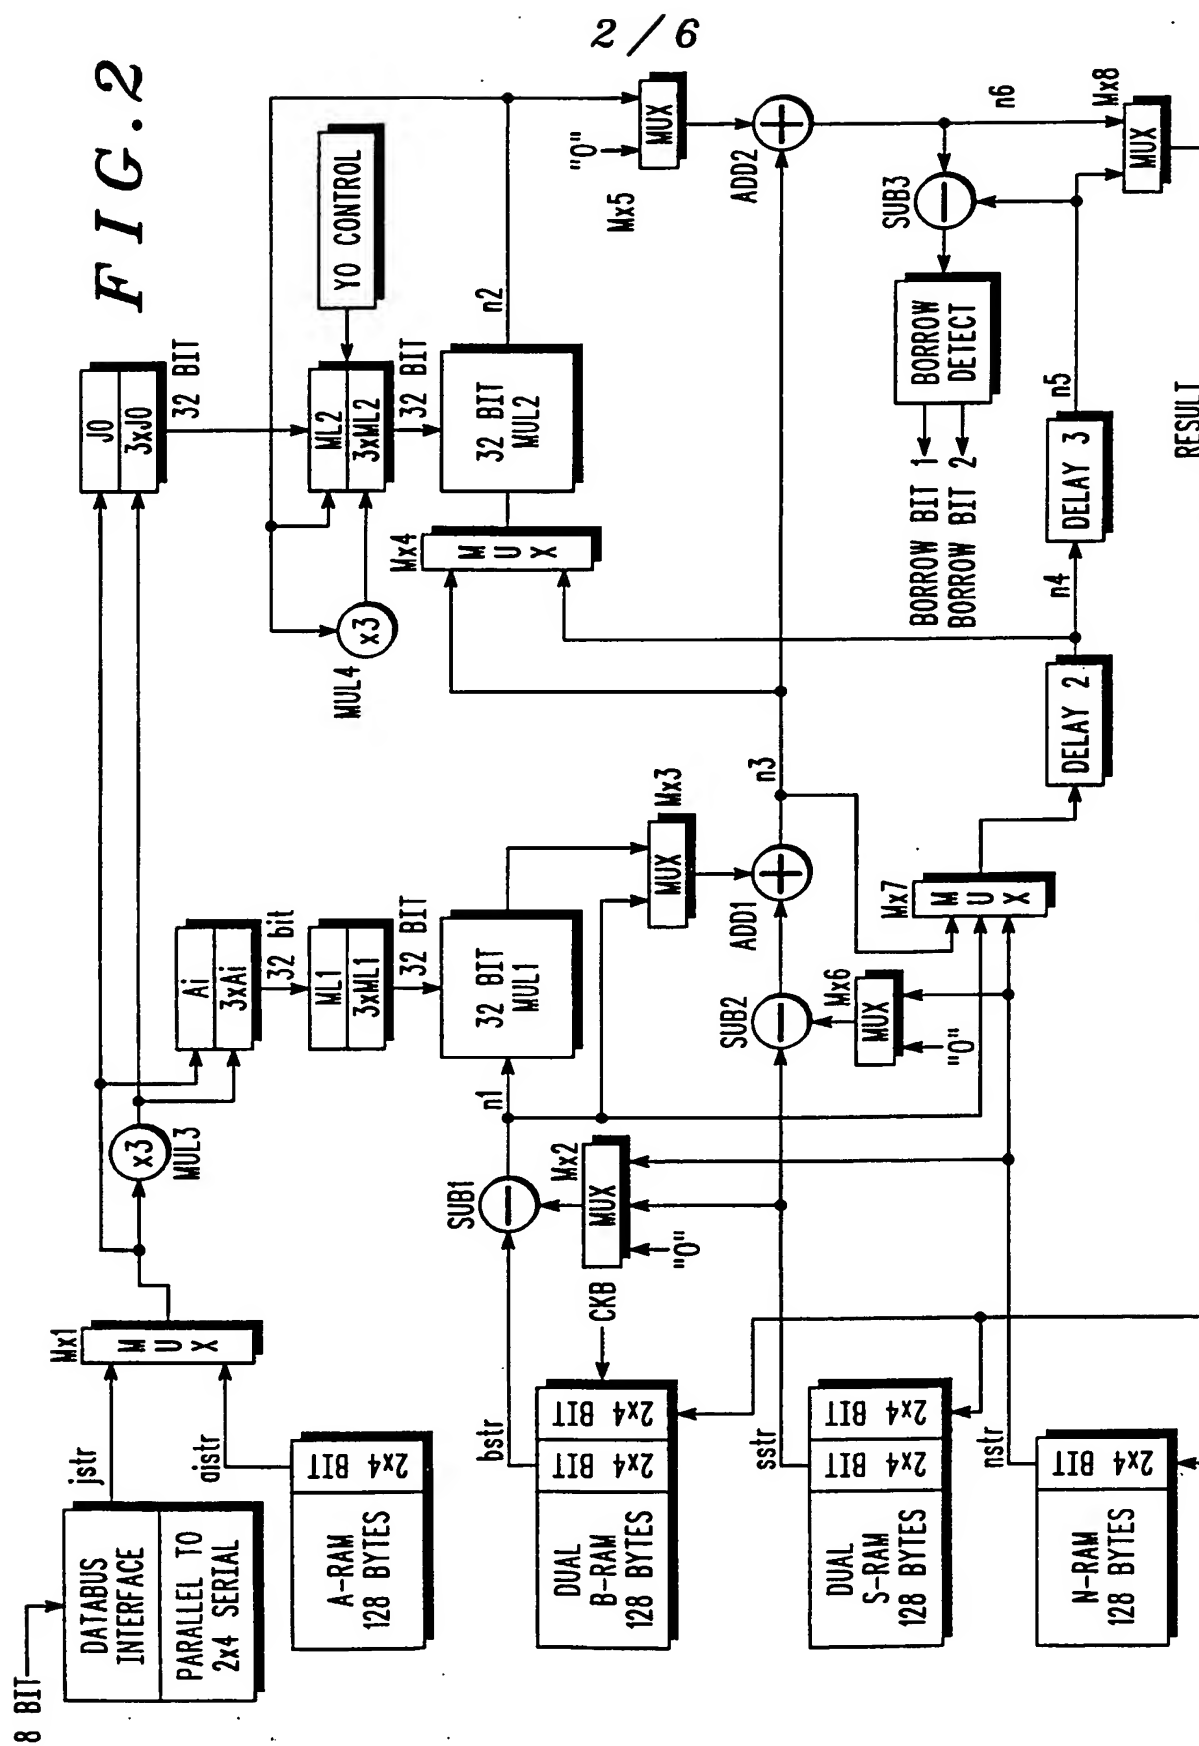 2/6
FIG.2
8 BIT
DATABUS
INTERFACE
PARALLEL TO
2x4 SERIAL
jstr
aistr
A-RAM
128 BYTES
2x4 BIT
Mx1
MUX
x3
MUL3
Ai
3xAi
32 bit
ML1
3xML1
32 BIT
32 BIT
MUL1
J0
3xJ0
32 BIT
YO CONTROL
ML2
3xML2
32 BIT
x3
MUL4
Mx4
MUX
32 BIT
MUL2
n2
"0"
MUX
Mx5
DUAL
B-RAM
128 BYTES
2x4 BIT
2x4 BIT
bstr
CKB
SUB1
n1
Mx2
MUX
"0"
Mx3
MUX
DUAL
S-RAM
128 BYTES
2x4 BIT
2x4 BIT
sstr
SUB2
Mx6
MUX
"0"
ADD1
n3
ADD2
N-RAM
128 BYTES
2x4 BIT
nstr
Mx7
MUX
DELAY 2
n4
DELAY 3
n5
BORROW BIT 1
BORROW BIT 2
BORROW
DETECT
SUB3
n6
Mx8
MUX
RESULT